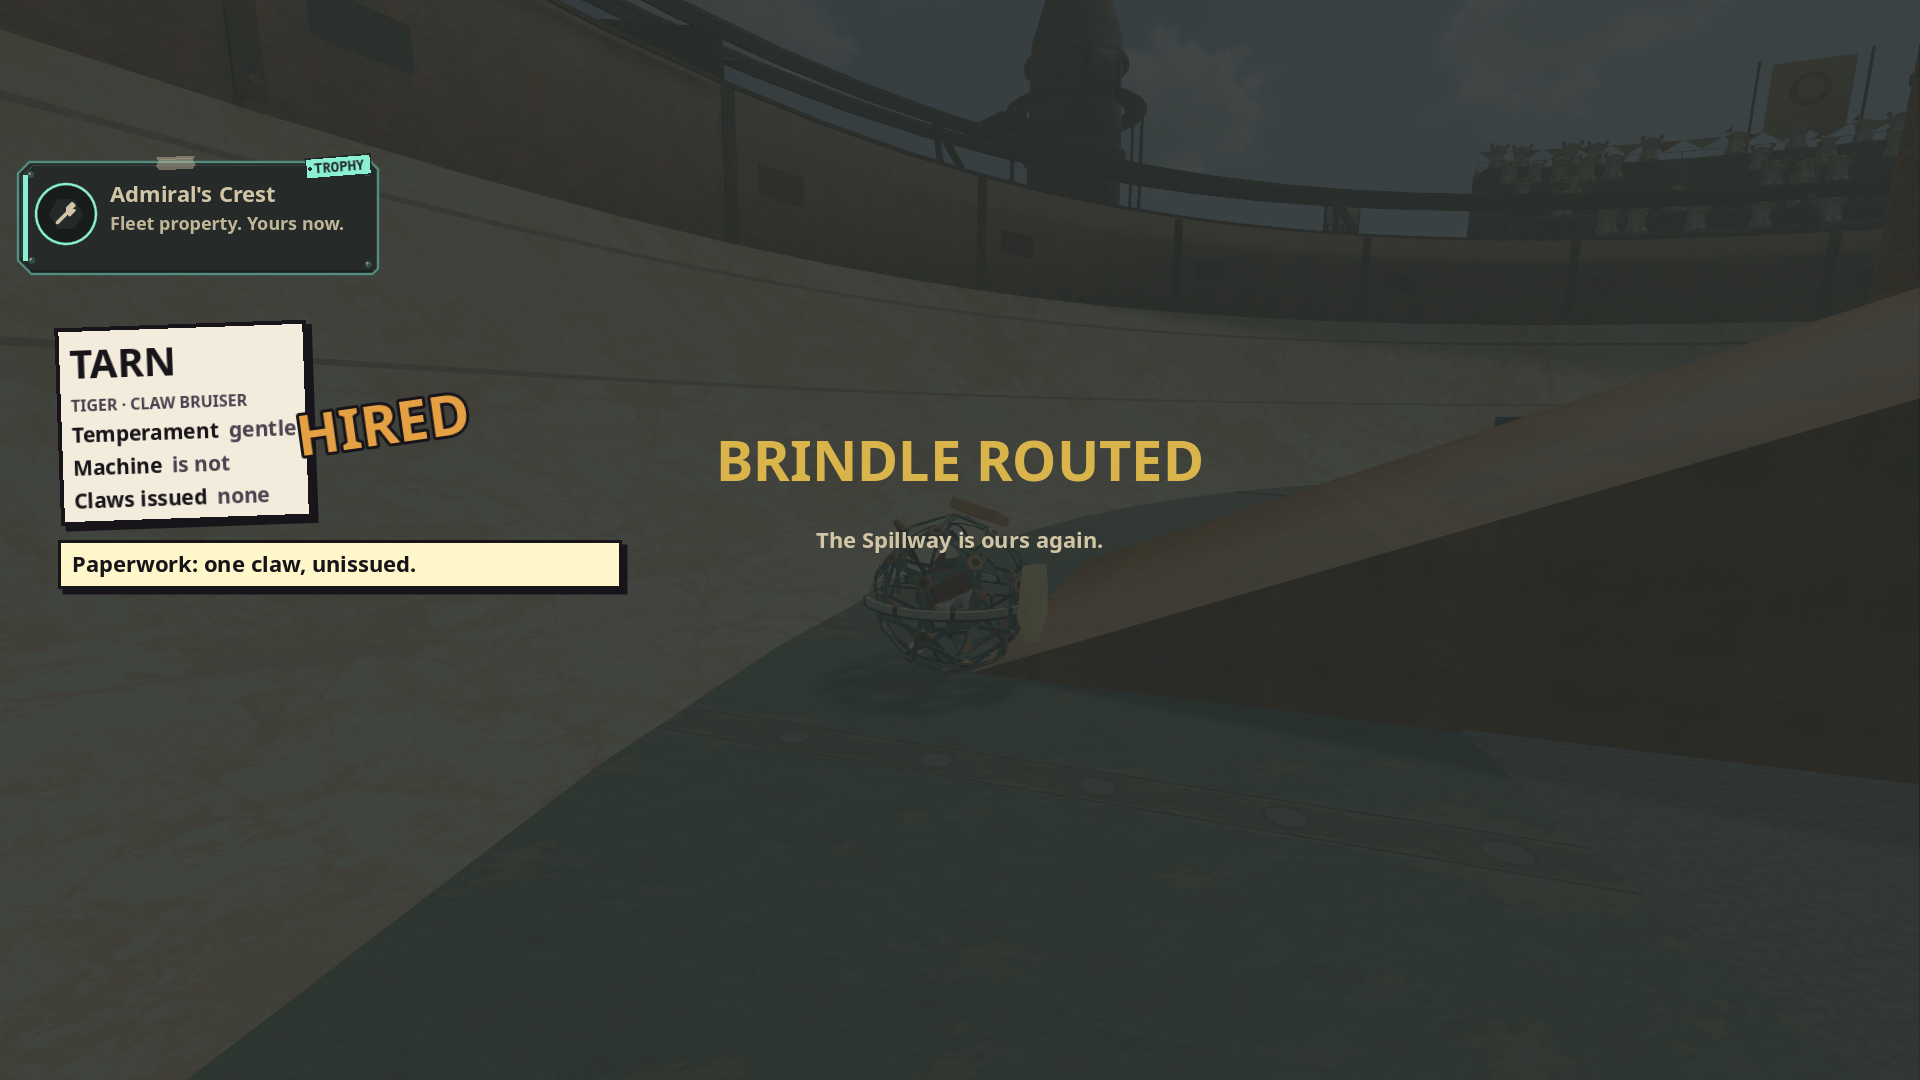 TROPHY
Admiral's Crest
Fleet property. Yours now.
TARN
TIGER · CLAW BRUISER
Temperament gentle
Machine is not
Claws issued none
HIRED
Paperwork: one claw, unissued.
BRINDLE ROUTED
The Spillway is ours again.